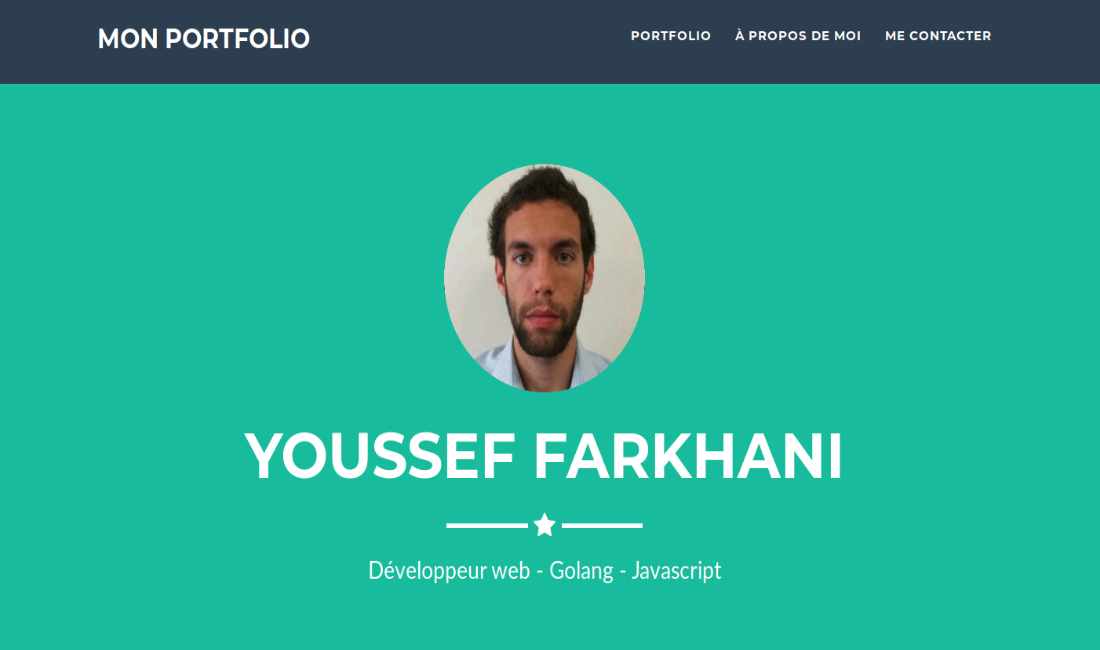 MON PORTFOLIO
PORTFOLIO À PROPOS DE MOI ME CONTACTER
YOUSSEF FARKHANI
Développeur web - Golang - Javascript